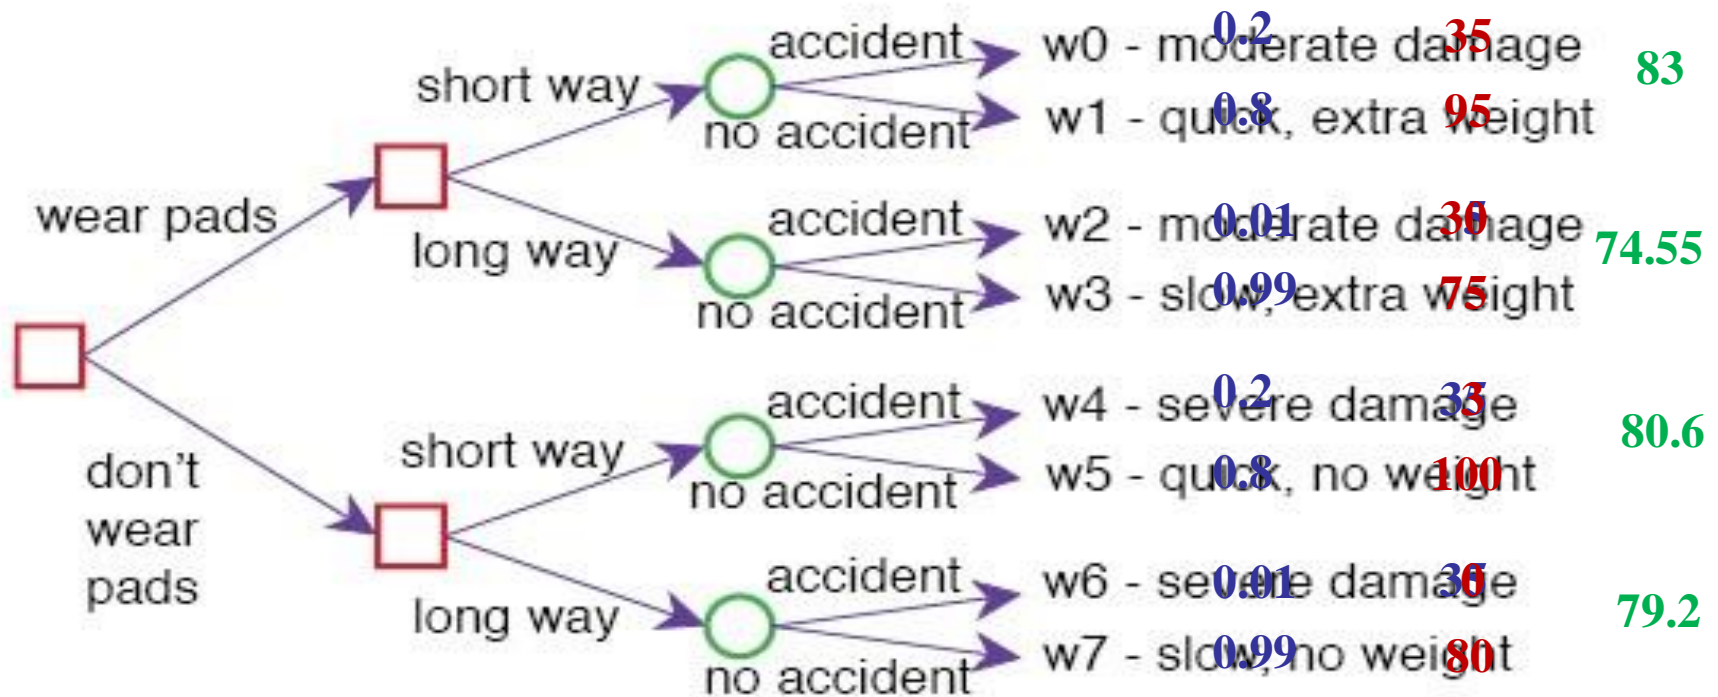 accident w0 - moderate damage 0.2 35
short way 83
no accident w1 - quick, extra weight 0.8 95
wear pads
accident w2 - moderate damage 0.01 30
long way 74.55
no accident w3 - slow, extra weight 0.99 75
accident w4 - severe damage 0.2 3
short way 80.6
no accident w5 - quick, no weight 0.8 100
don't
wear
pads
accident w6 - severe damage 0.01 0
long way 79.2
no accident w7 - slow, no weight 0.99 80